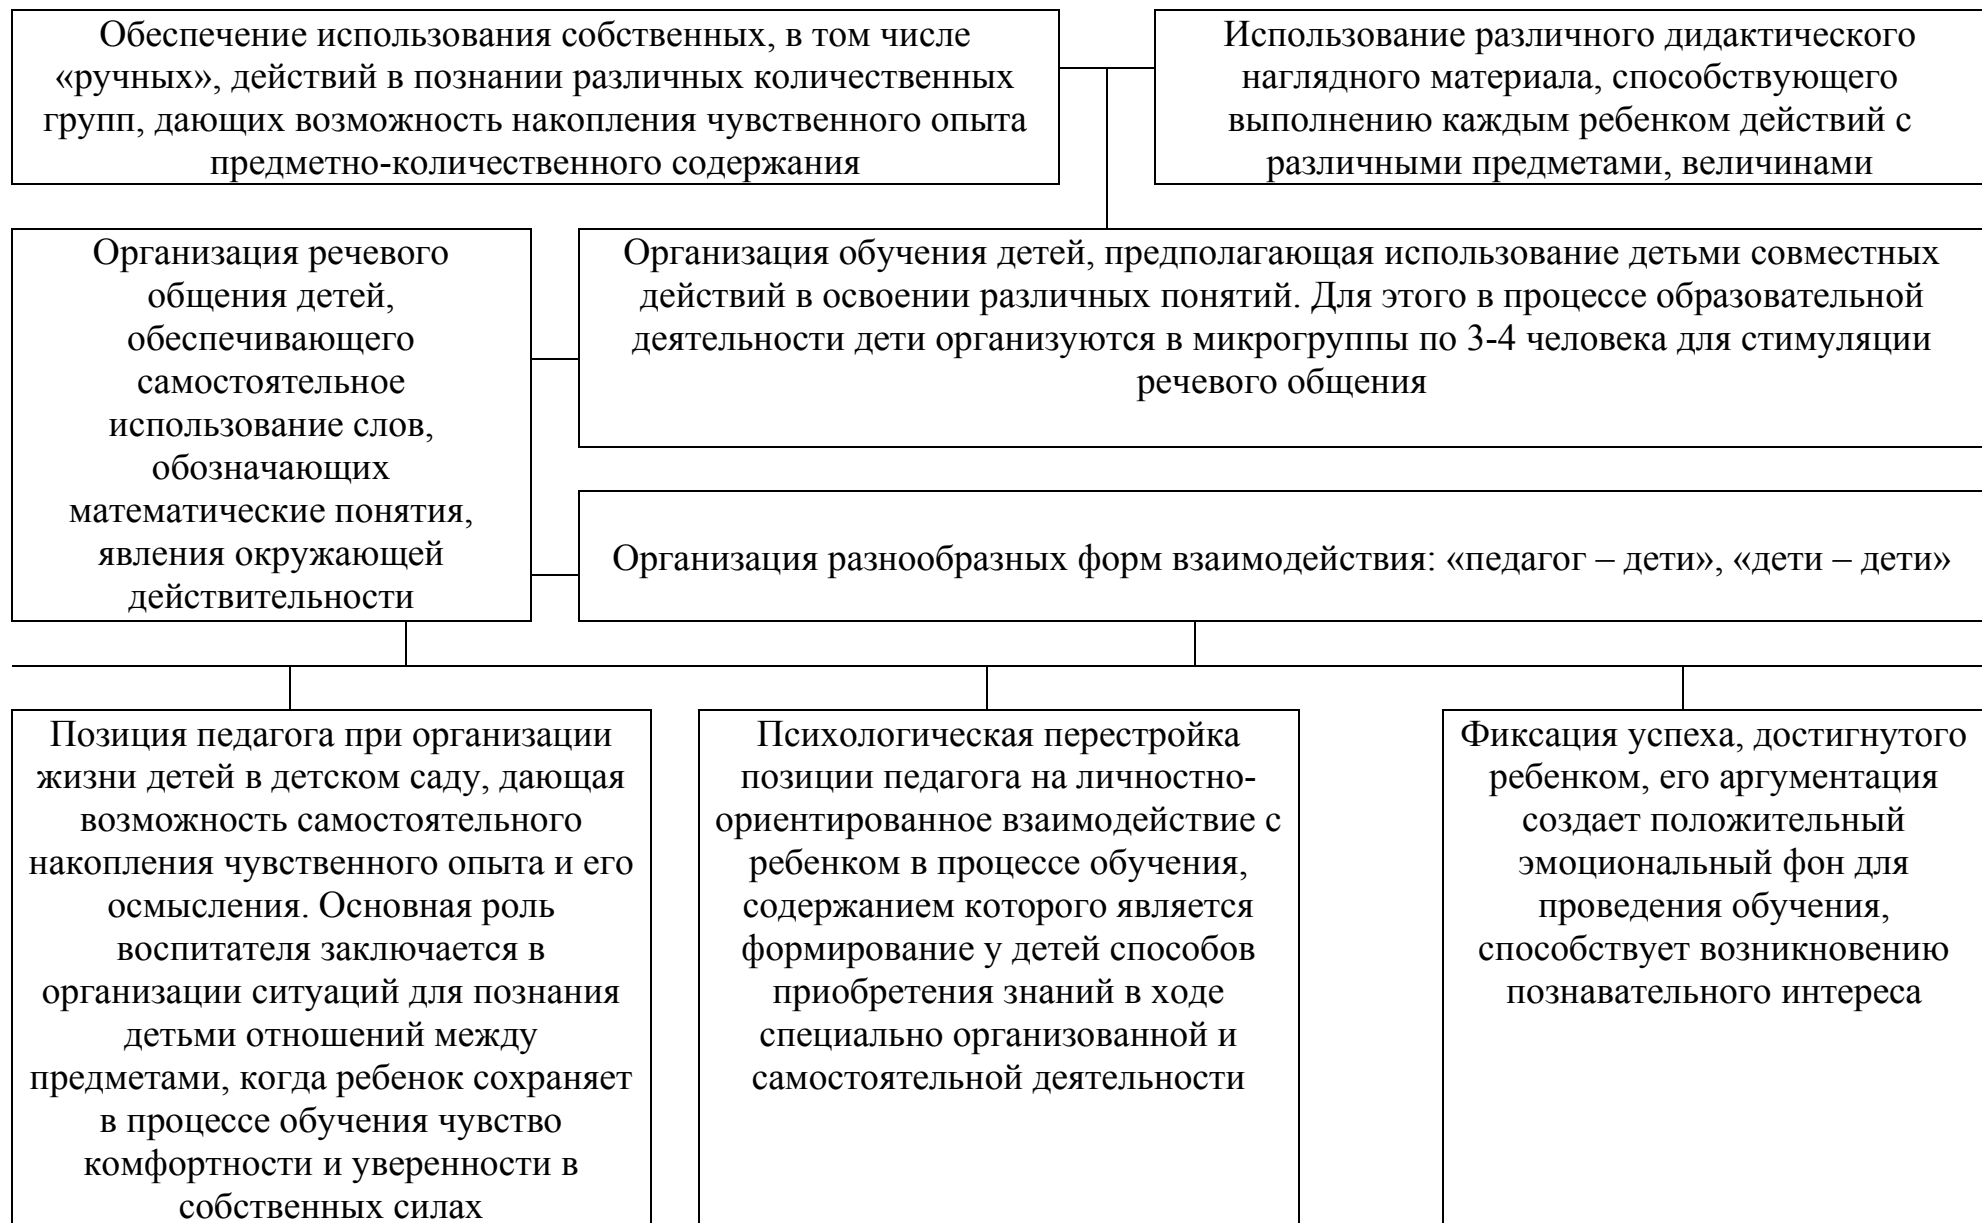 Обеспечение использования собственных, в том числе
«ручных», действий в познании различных количественных
групп, дающих возможность накопления чувственного опыта
предметно-количественного содержания
Использование различного дидактического
наглядного материала, способствующего
выполнению каждым ребенком действий с
различными предметами, величинами
Организация речевого
общения детей,
обеспечивающего
самостоятельное
использование слов,
обозначающих
математические понятия,
явления окружающей
действительности
Организация обучения детей, предполагающая использование детьми совместных
действий в освоении различных понятий. Для этого в процессе образовательной
деятельности дети организуются в микрогруппы по 3-4 человека для стимуляции
речевого общения
Организация разнообразных форм взаимодействия: «педагог – дети», «дети – дети»
Позиция педагога при организации
жизни детей в детском саду, дающая
возможность самостоятельного
накопления чувственного опыта и его
осмысления. Основная роль
воспитателя заключается в
организации ситуаций для познания
детьми отношений между
предметами, когда ребенок сохраняет
в процессе обучения чувство
комфортности и уверенности в
собственных силах
Психологическая перестройка
позиции педагога на личностно-
ориентированное взаимодействие с
ребенком в процессе обучения,
содержанием которого является
формирование у детей способов
приобретения знаний в ходе
специально организованной и
самостоятельной деятельности
Фиксация успеха, достигнутого
ребенком, его аргументация
создает положительный
эмоциональный фон для
проведения обучения,
способствует возникновению
познавательного интереса